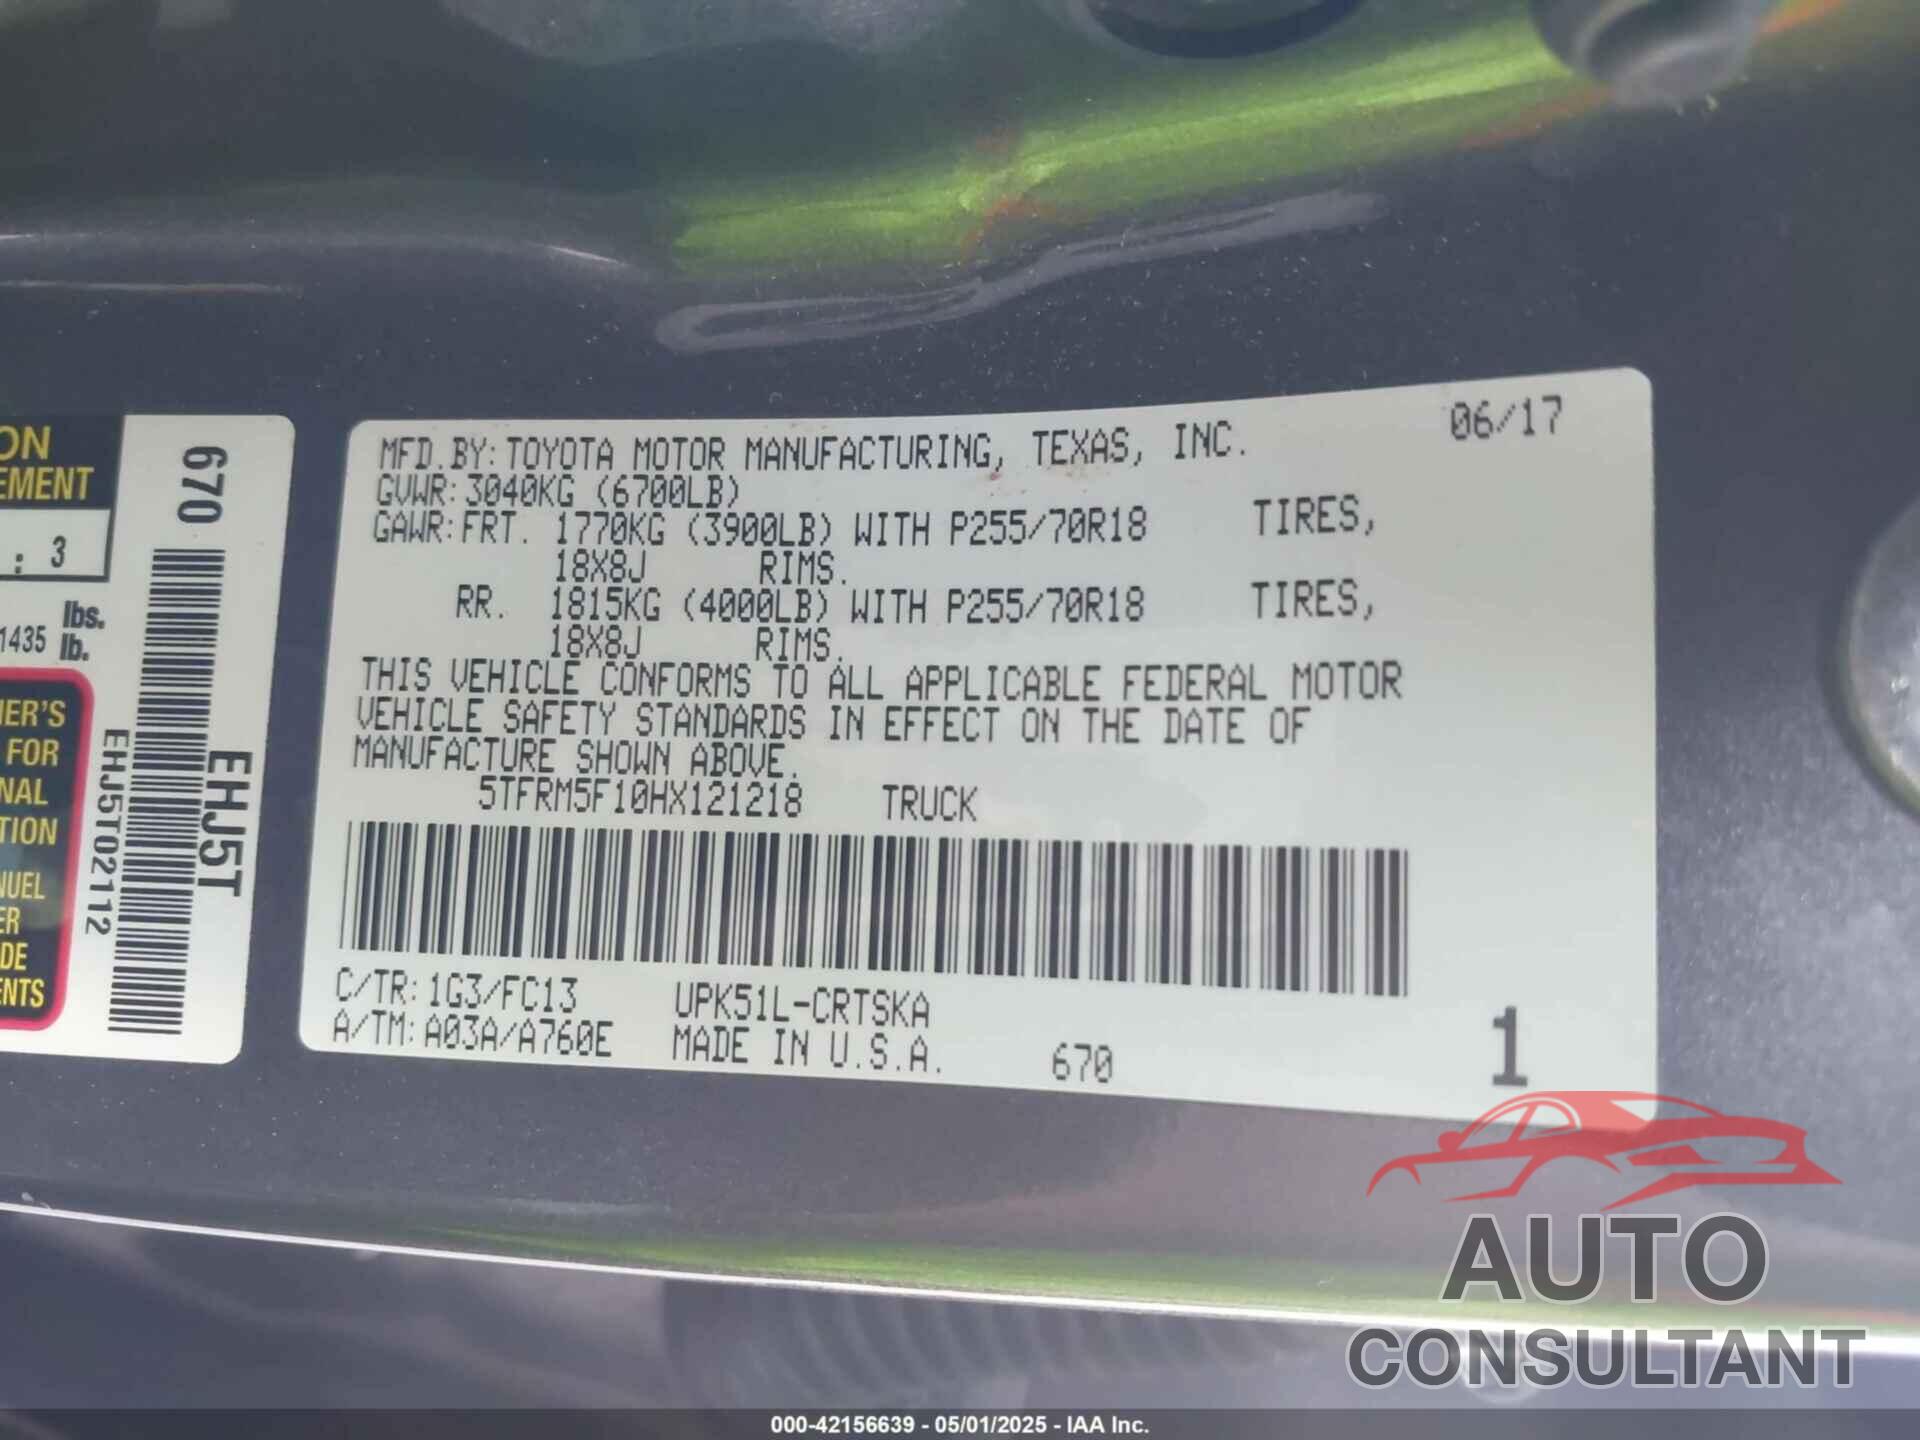 ON
EMENT
: 3
1435 lbs.
lb.
FOR
NAL
TION
DE
ENTS
670
EHJ5T
EHJ5T02112
MFD.BY:TOYOTA MOTOR MANUFACTURING, TEXAS, INC. 06/17
GVWR:3040KG (6700LB)
GAWR:FRT. 1770KG (3900LB) WITH P255/70R18 TIRES,
18X8J RIMS.
RR. 1815KG (4000LB) WITH P255/70R18 TIRES,
18X8J RIMS.
THIS VEHICLE CONFORMS TO ALL APPLICABLE FEDERAL MOTOR
VEHICLE SAFETY STANDARDS IN EFFECT ON THE DATE OF
MANUFACTURE SHOWN ABOVE.
5TFRM5F10HX121218 TRUCK
C/TR:1G3/FC13 UPK51L-CRTSKA
A/TM:A03A/A760E MADE IN U.S.A. 670
1
AUTO
CONSULTANT
000-42156639 - 05/01/2025 - IAA Inc.